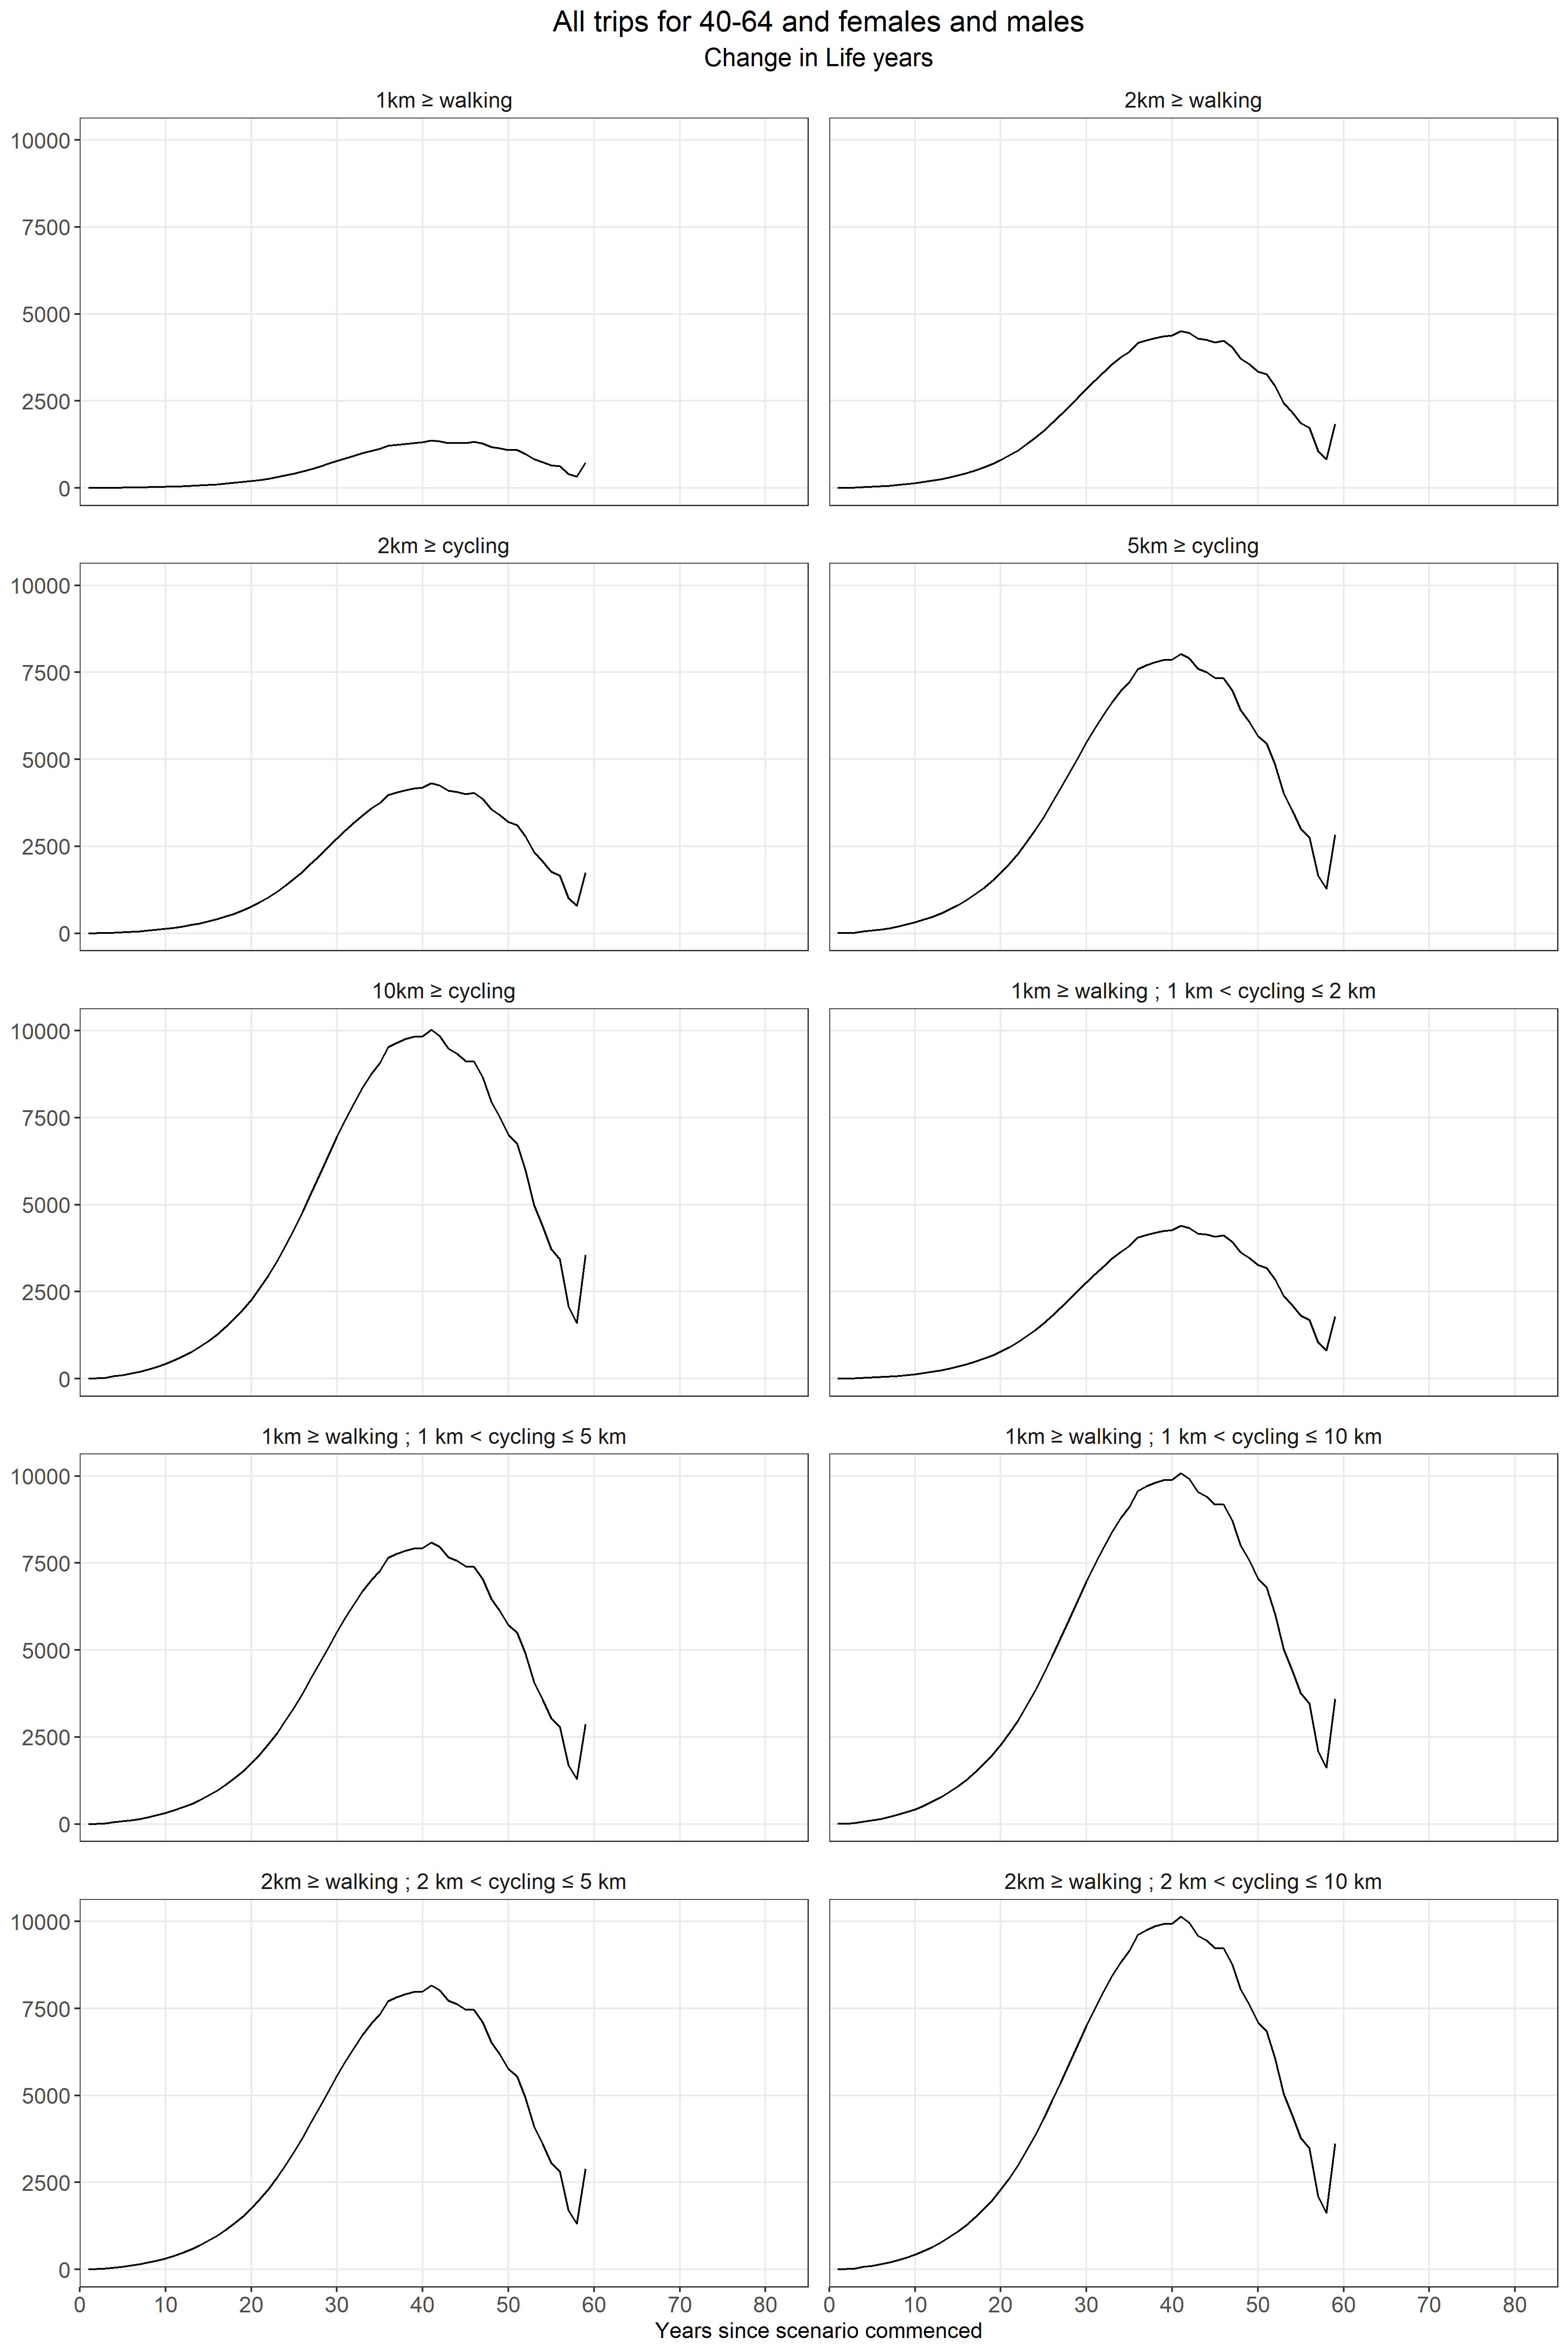 All trips for 40-64 and females and males
Change in Life years
1km ≥ walking
2km ≥ walking
10000
7500
5000
2500
0
2km ≥ cycling
5km ≥ cycling
10000
7500
5000
2500
0
10km ≥ cycling
1km ≥ walking ; 1 km < cycling ≤ 2 km
10000
7500
5000
2500
0
1km ≥ walking ; 1 km < cycling ≤ 5 km
1km ≥ walking ; 1 km < cycling ≤ 10 km
10000
7500
5000
2500
0
2km ≥ walking ; 2 km < cycling ≤ 5 km
2km ≥ walking ; 2 km < cycling ≤ 10 km
10000
7500
5000
2500
0
0 10 20 30 40 50 60 70 80
0 10 20 30 40 50 60 70 80
Years since scenario commenced